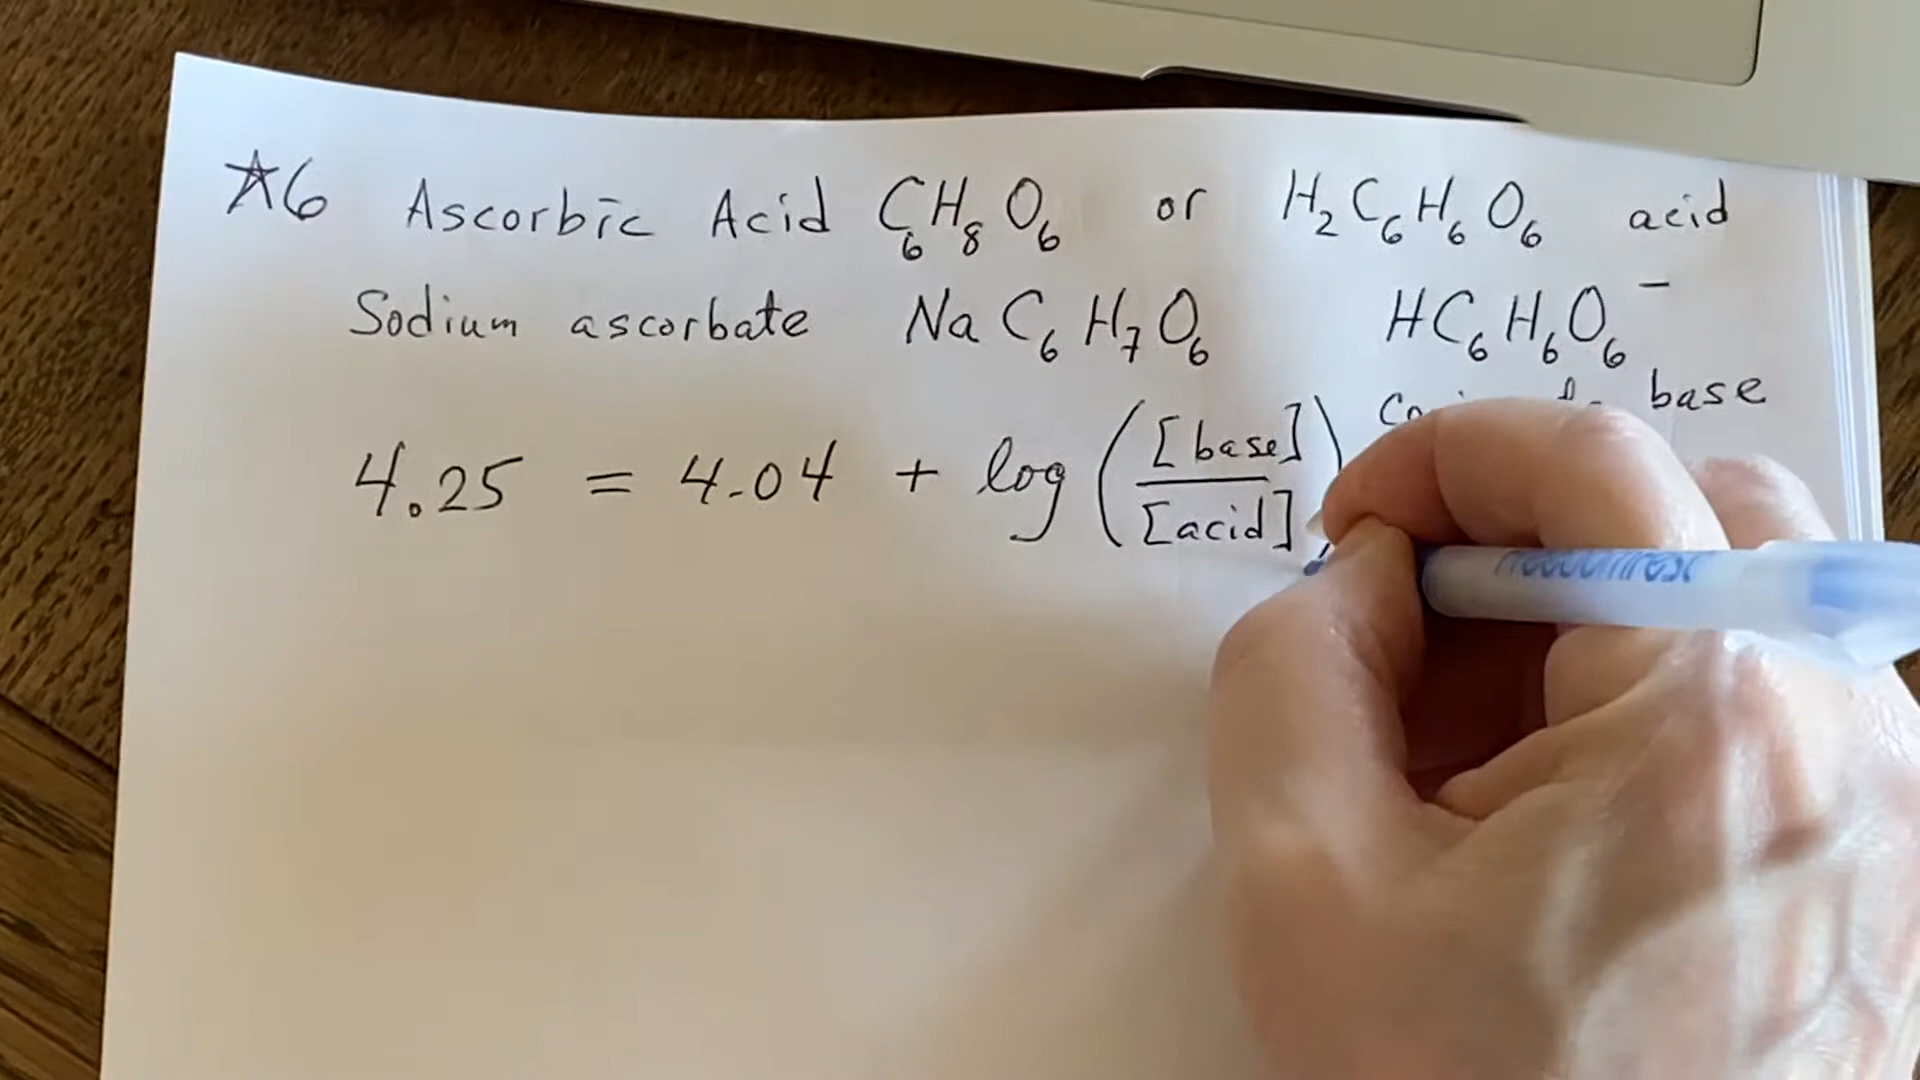 ☆6 Ascorbic Acid C₆H₈O₆ or H₂C₆H₆O₆ acid
Sodium ascorbate NaC₆H₇O₆ HC₆H₆O₆⁻
base
4.25 = 4.04 + log ([base]/[acid])